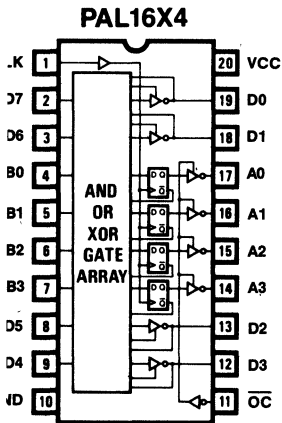 PAL16X4
LK 1 20 VCC
D7 2 19 D0
D6 3 18 D1
B0 4 17 A0
B1 5 16 A1
B2 6 15 A2
B3 7 14 A3
D5 8 13 D2
D4 9 12 D3
ND 10 11 OC
AND
OR
XOR
GATE
ARRAY